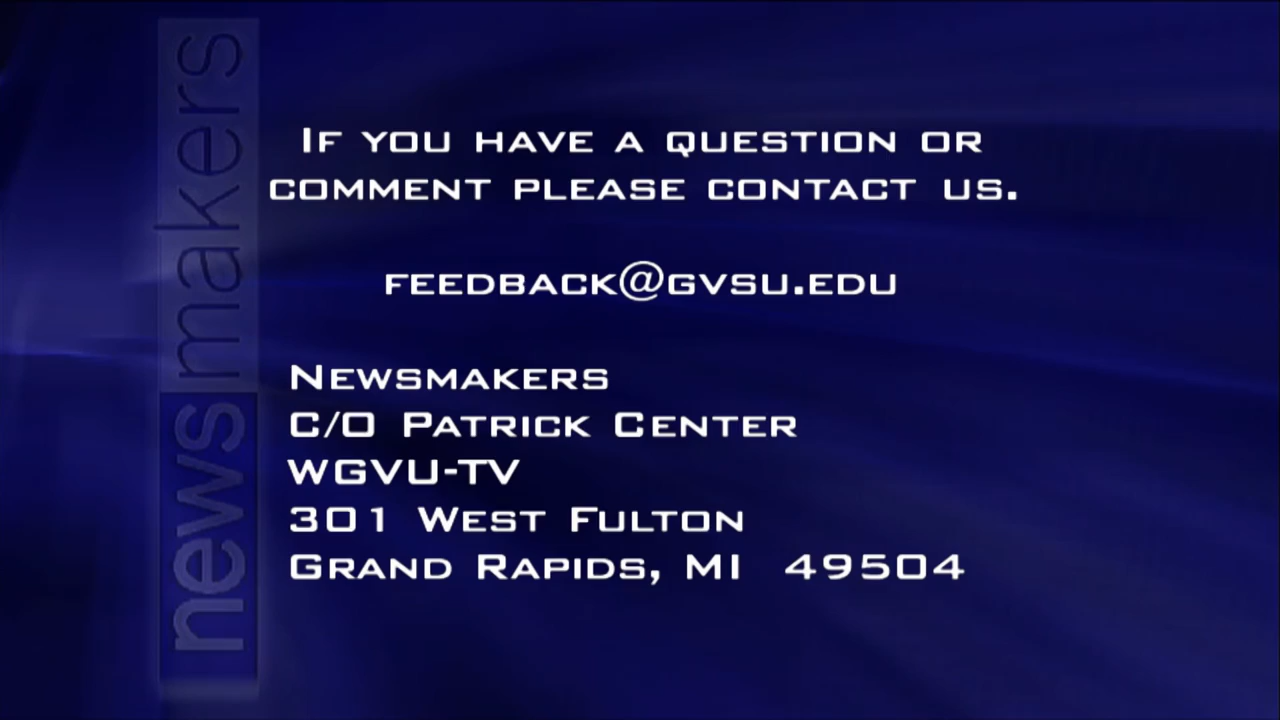 newsmakers
If you have a question or
comment please contact us.
feedback@gvsu.edu
Newsmakers
C/O Patrick Center
WGVU-TV
301 West Fulton
Grand Rapids, MI 49504